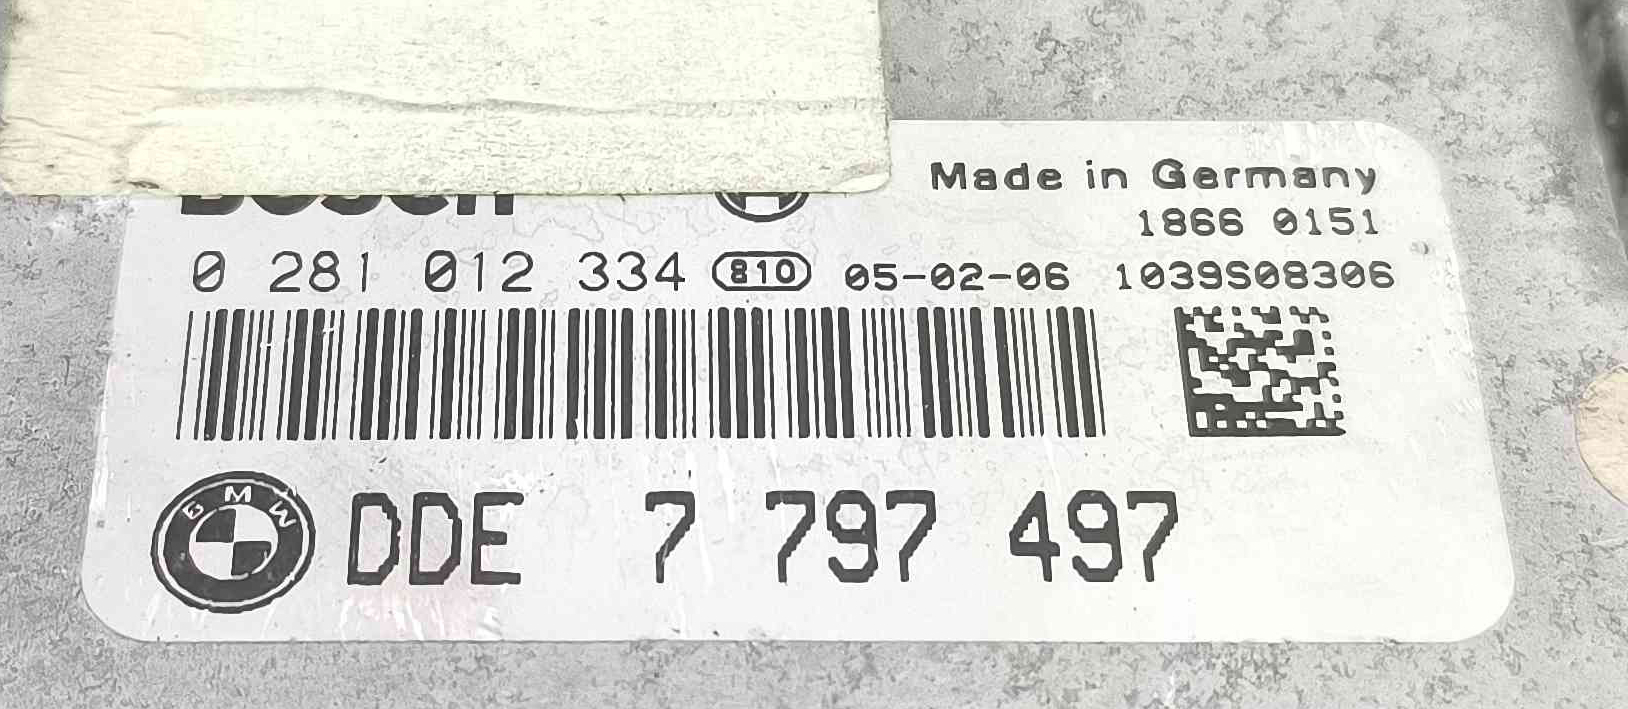 BOSCH
Made in Germany
1866 0151
0 281 012 334 810 05-02-06 1039S08306
BMW DDE 7 797 497